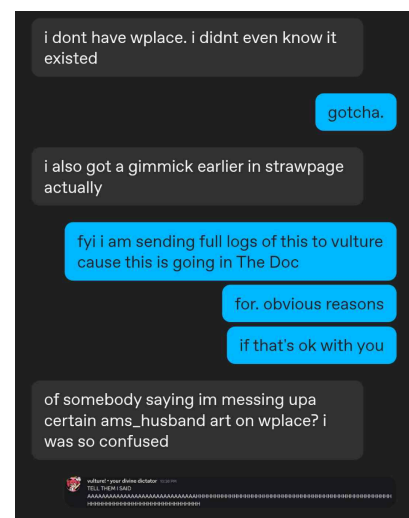 i dont have wplace. i didnt even know it
existed
gotcha.
i also got a gimmick earlier in strawpage
actually
fyi i am sending full logs of this to vulture
cause this is going in The Doc
for. obvious reasons
if that's ok with you
of somebody saying im messing upa
certain ams_husband art on wplace? i
was so confused
vulture! • your divine dictator
TELL THEM I SAID